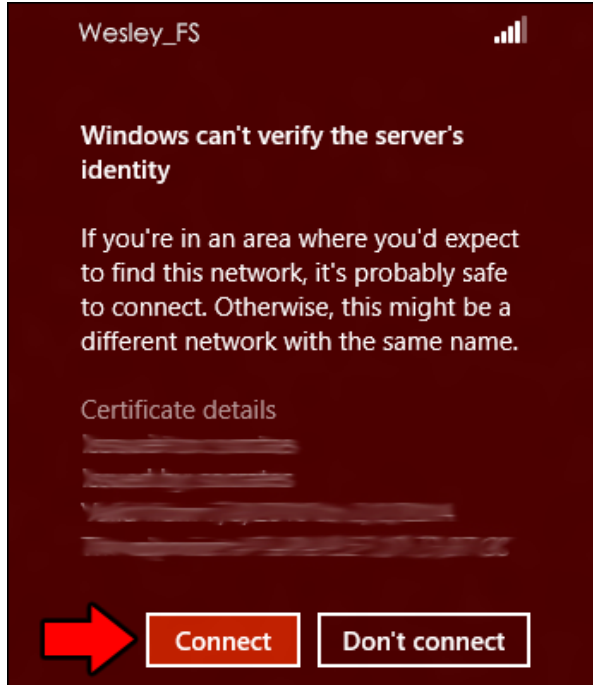 Wesley_FS
Windows can't verify the server's
identity
If you're in an area where you'd expect
to find this network, it's probably safe
to connect. Otherwise, this might be a
different network with the same name.
Certificate details
Connect
Don't connect